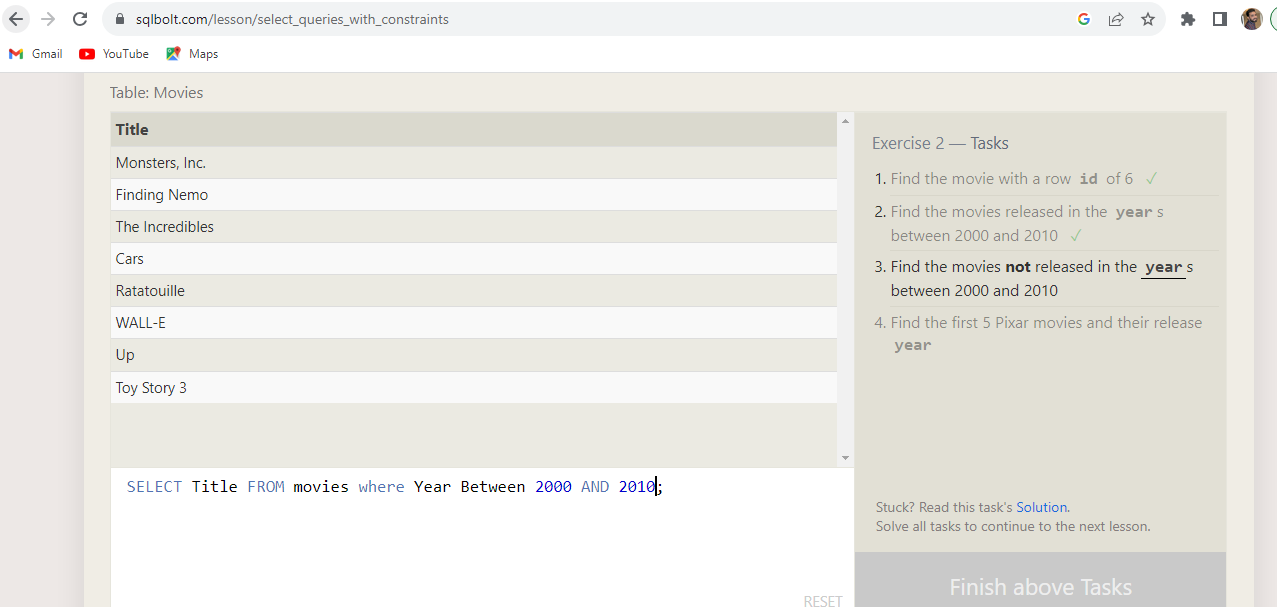 sqlbolt.com/lesson/select_queries_with_constraints
Gmail YouTube Maps
Table: Movies
Title
Monsters, Inc.
Finding Nemo
The Incredibles
Cars
Ratatouille
WALL-E
Up
Toy Story 3
SELECT Title FROM movies where Year Between 2000 AND 2010;
RESET
Exercise 2 — Tasks
1. Find the movie with a row id of 6 ✓
2. Find the movies released in the year s
between 2000 and 2010 ✓
3. Find the movies not released in the year s
between 2000 and 2010
4. Find the first 5 Pixar movies and their release
year
Stuck? Read this task's Solution.
Solve all tasks to continue to the next lesson.
Finish above Tasks